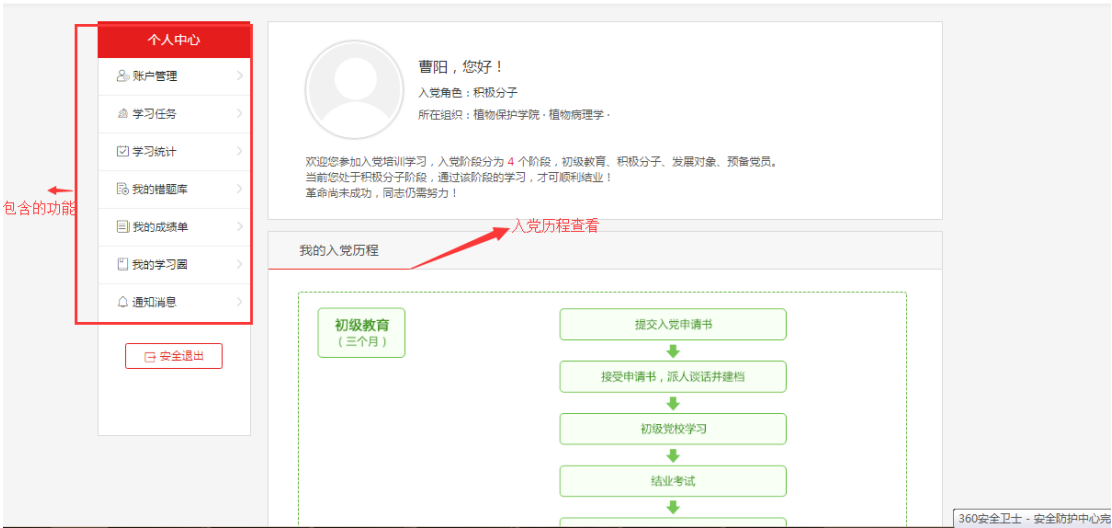 个人中心
账户管理
学习任务
学习统计
我的错题库
我的成绩单
我的学习圈
通知消息
安全退出
包含的功能
曹阳，您好！
入党角色：积极分子
所在组织：植物保护学院 · 植物病理学 ·
欢迎您参加入党培训学习，入党阶段分为 4 个阶段，初级教育、积极分子、发展对象、预备党员。
当前您处于积极分子阶段，通过该阶段的学习，才可顺利结业！
革命尚未成功，同志仍需努力！
入党历程查看
我的入党历程
初级教育
（三个月）
提交入党申请书
接受申请书，派人谈话并建档
初级党校学习
结业考试
360安全卫士 - 安全防护中心完